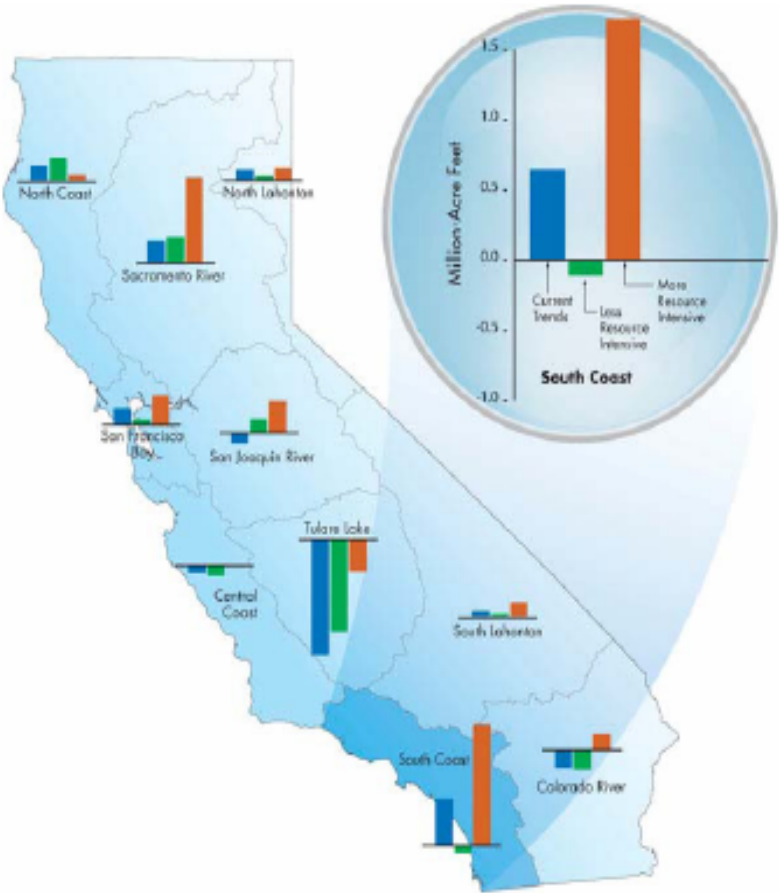 1.5
1.0
0.5
0.0
-0.5
-1.0
Million Acre Feet
Current
Trends
Less
Resource
Intensive
More
Resource
Intensive
South Coast
North Coast
North Lahontan
Sacramento River
San Francisco
Bay
San Joaquin River
Tulare Lake
Central
Coast
South Lahontan
South Coast
Colorado River